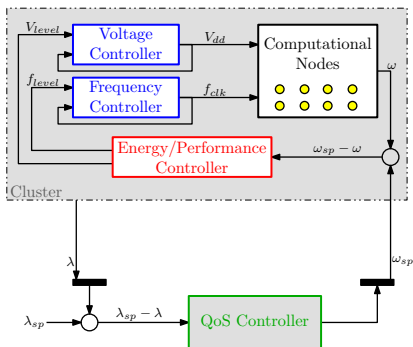 V_level
Voltage
Controller
V_dd
Computational
Nodes
ω
f_level
Frequency
Controller
f_clk
Energy/Performance
Controller
ω_sp − ω
Cluster
λ
ω_sp
λ_sp
λ_sp − λ
QoS Controller